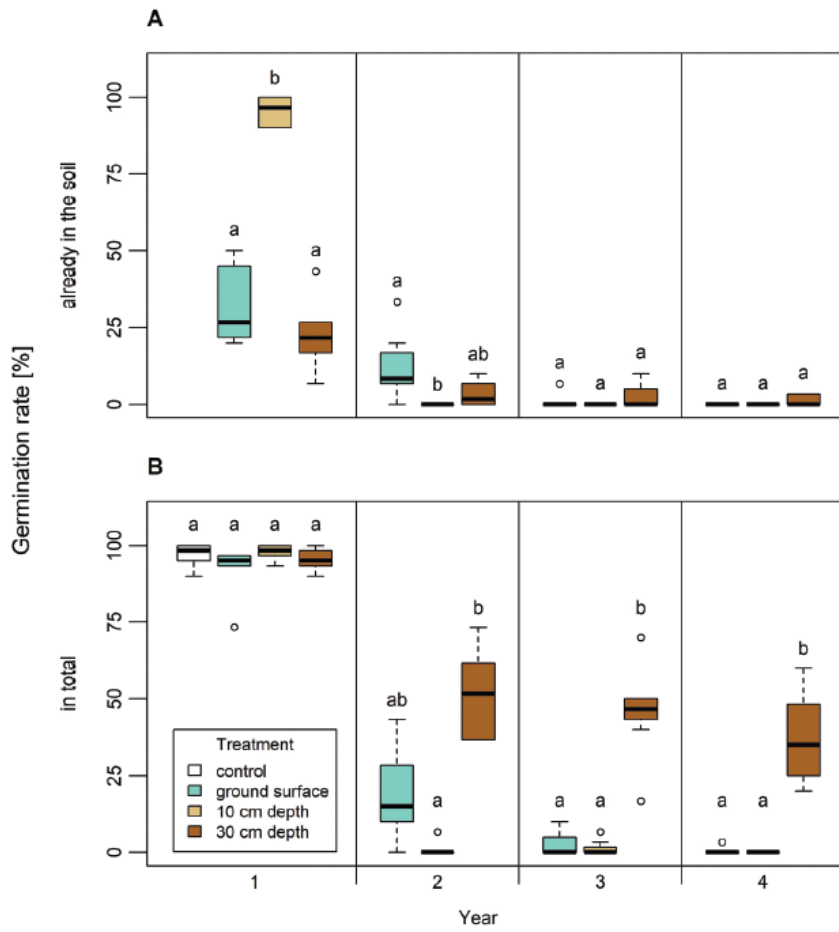 A
Germination rate [%]
already in the soil
100
75
50
25
0
a
b
a
a
b
ab
a
a
a
a
a
a
B
in total
100
75
50
25
0
a
a
a
a
ab
a
b
a
a
b
a
a
b
Treatment
control
ground surface
10 cm depth
30 cm depth
1
2
3
4
Year